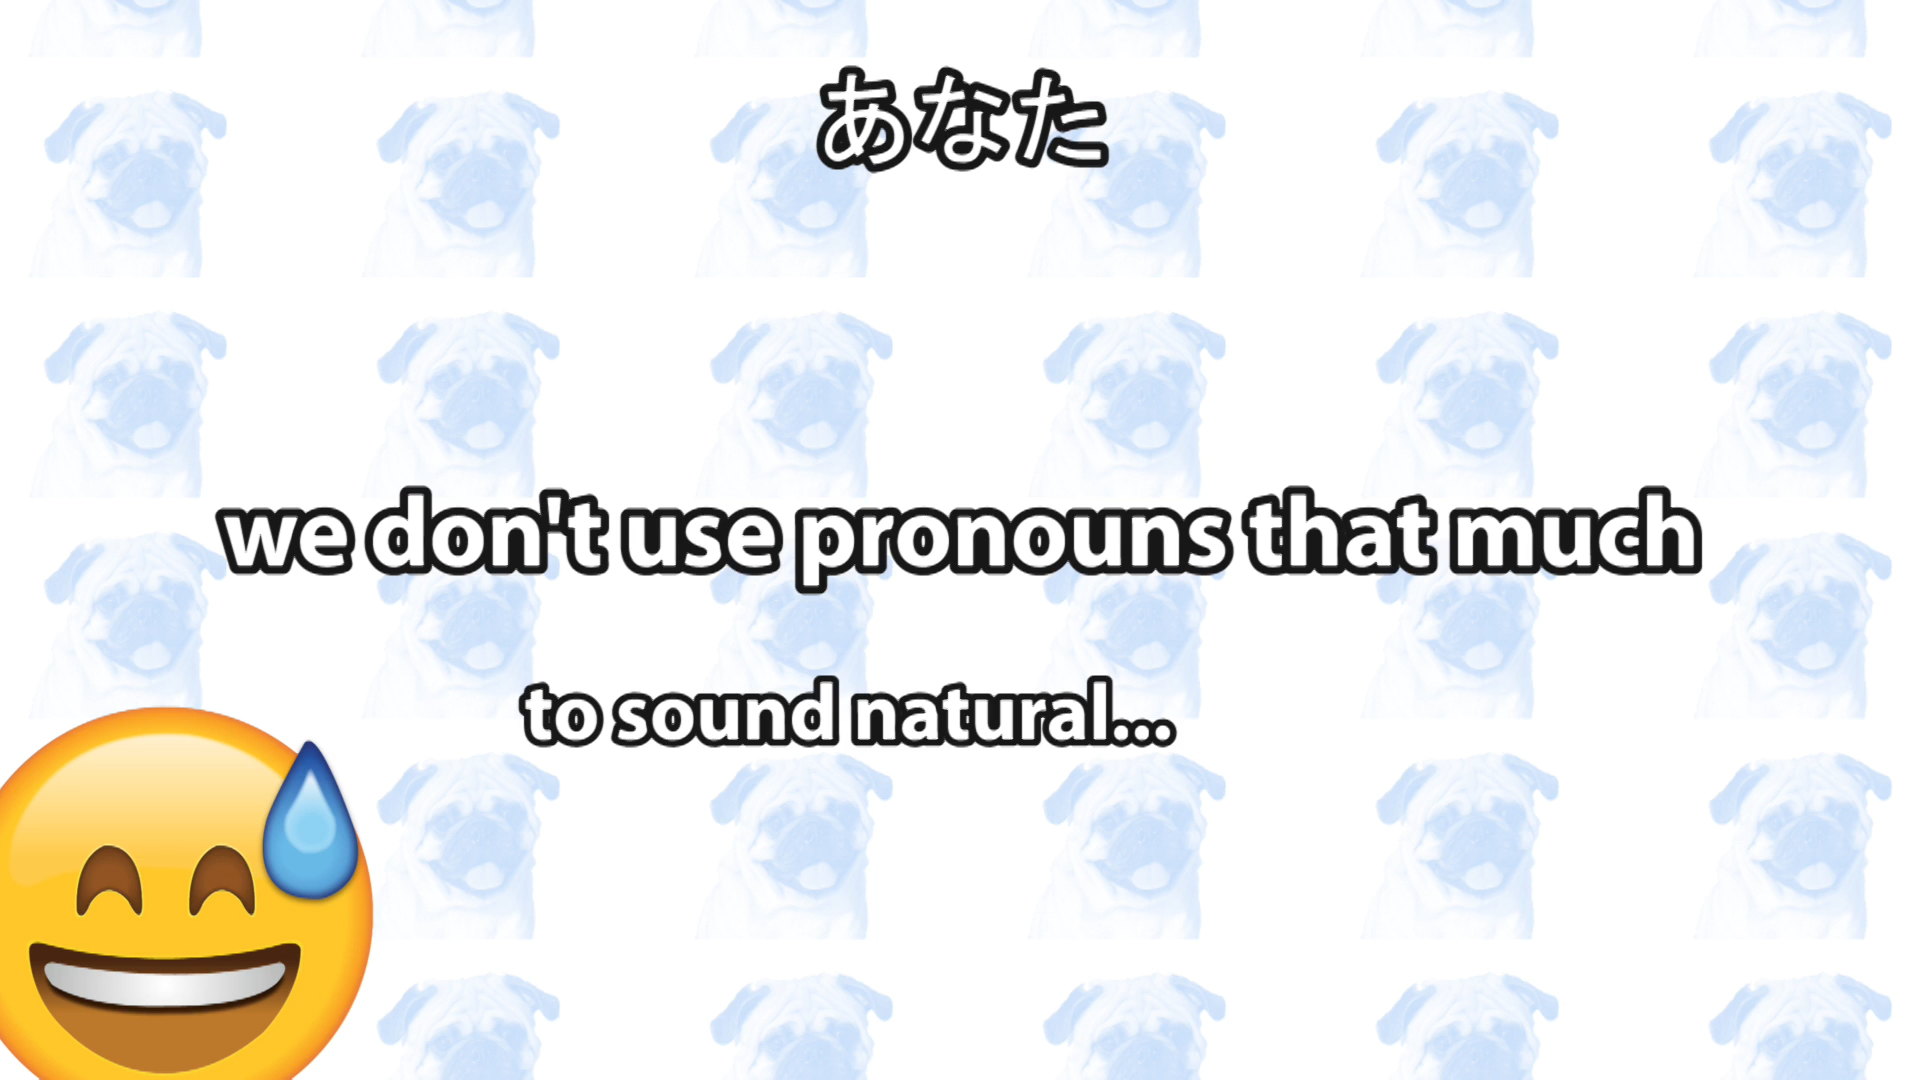 あなた
we don't use pronouns that much
to sound natural...